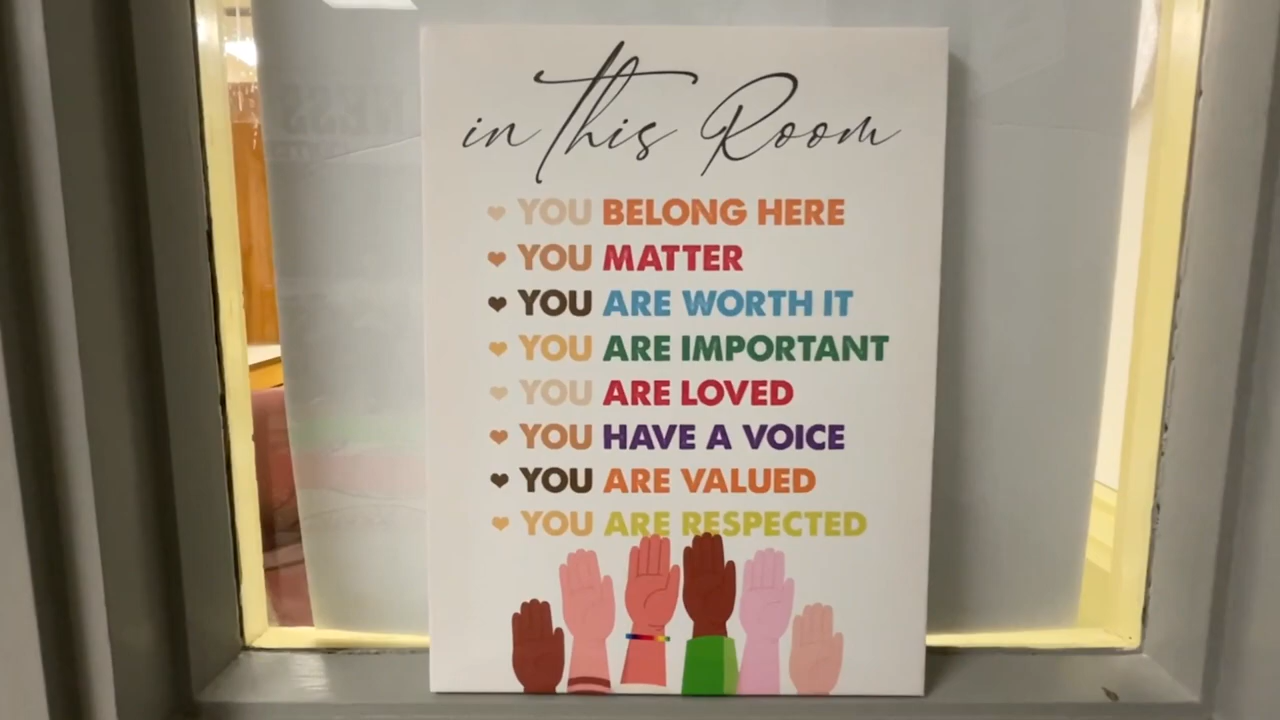 in this Room
YOU BELONG HERE
YOU MATTER
YOU ARE WORTH IT
YOU ARE IMPORTANT
YOU ARE LOVED
YOU HAVE A VOICE
YOU ARE VALUED
YOU ARE RESPECTED